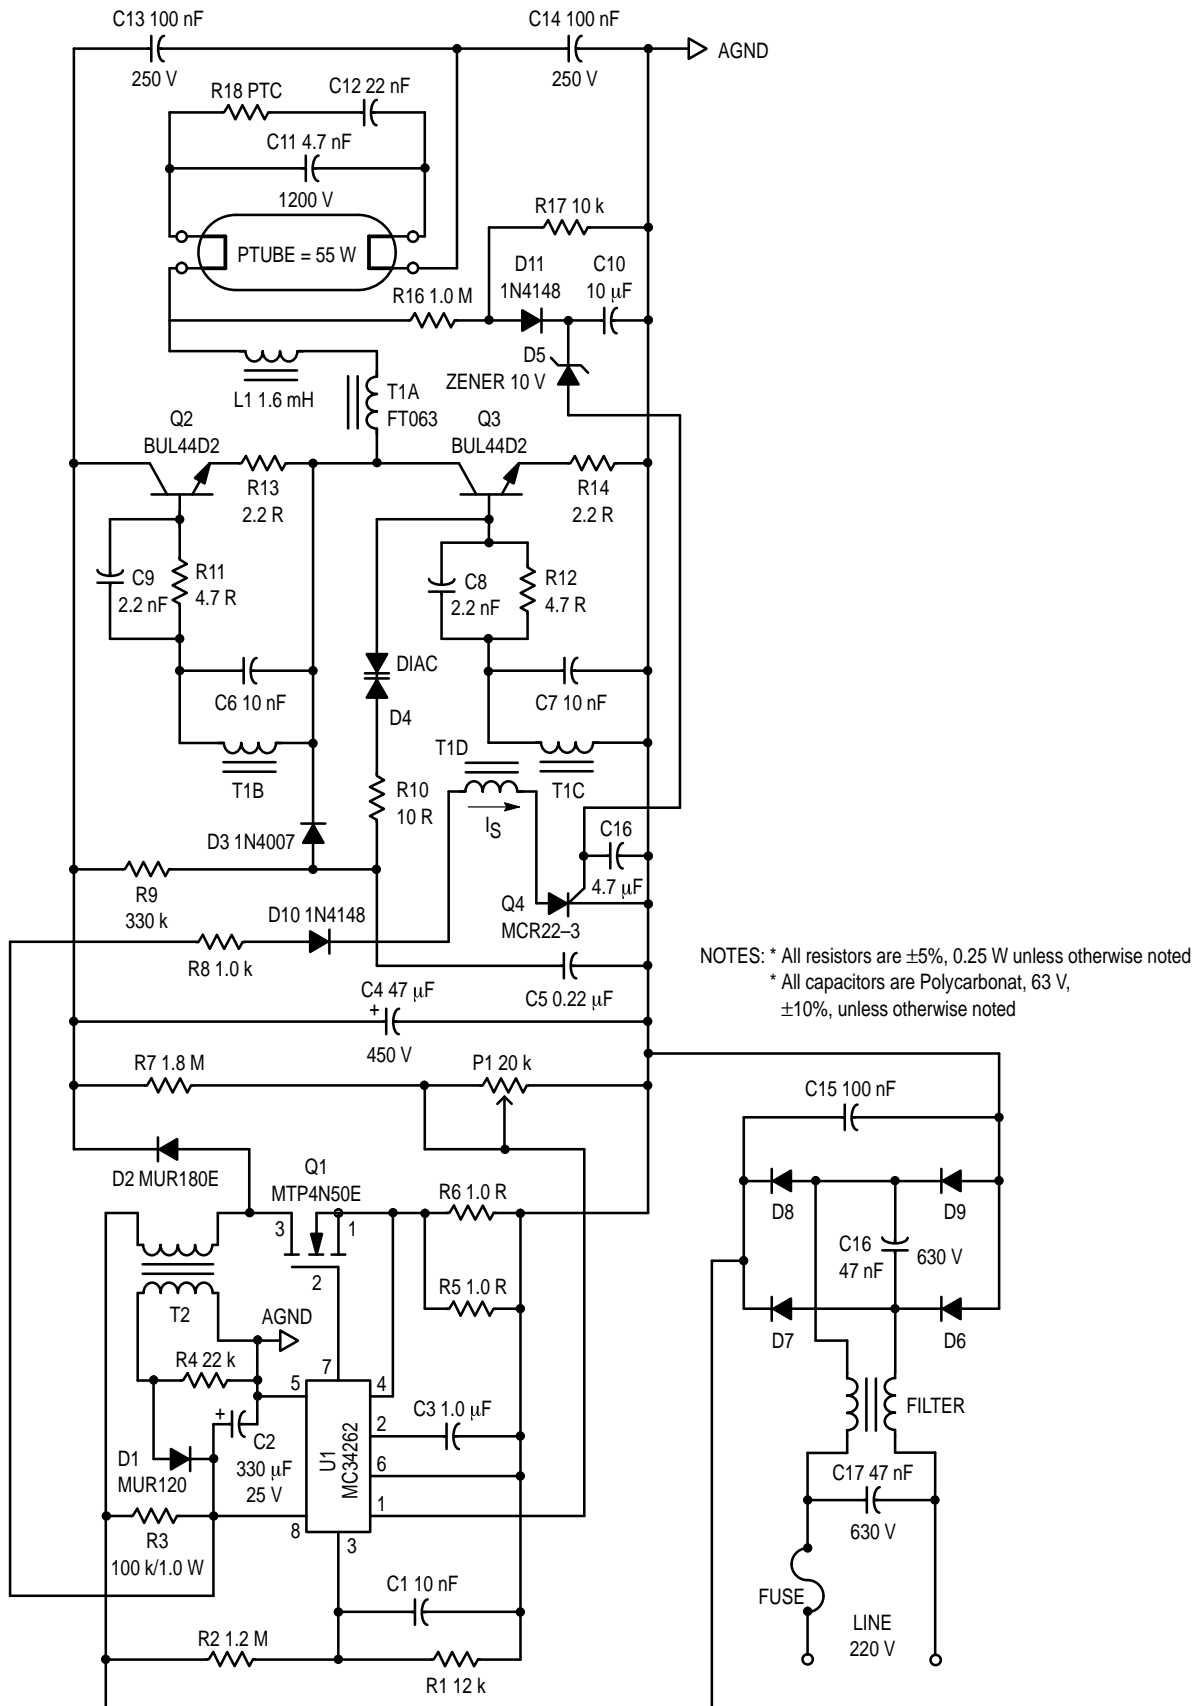 C13 100 nF
250 V
C14 100 nF
250 V
AGND
R18 PTC
C12 22 nF
C11 4.7 nF
1200 V
PTUBE = 55 W
R17 10 k
D11
1N4148
C10
10 µF
R16 1.0 M
D5
ZENER 10 V
L1 1.6 mH
T1A
FT063
Q2
BUL44D2
Q3
BUL44D2
R13
2.2 R
R14
2.2 R
C9
2.2 nF
R11
4.7 R
C8
2.2 nF
R12
4.7 R
DIAC
D4
C6 10 nF
C7 10 nF
T1B
T1D
T1C
IS
R10
10 R
D3 1N4007
C16
4.7 µF
R9
330 k
Q4
MCR22–3
D10 1N4148
R8 1.0 k
C5 0.22 µF
NOTES: * All resistors are ±5%, 0.25 W unless otherwise noted
* All capacitors are Polycarbonat, 63 V,
±10%, unless otherwise noted
C4 47 µF
+
450 V
R7 1.8 M
P1 20 k
C15 100 nF
D2 MUR180E
Q1
MTP4N50E
3
1
2
R6 1.0 R
R5 1.0 R
D8
D9
C16
47 nF
630 V
D7
D6
T2
AGND
R4 22 k
+
C2
330 µF
25 V
D1
MUR120
7
5
4
2
6
1
8
3
U1
MC34262
C3 1.0 µF
FILTER
C17 47 nF
630 V
R3
100 k/1.0 W
C1 10 nF
FUSE
LINE
220 V
R2 1.2 M
R1 12 k